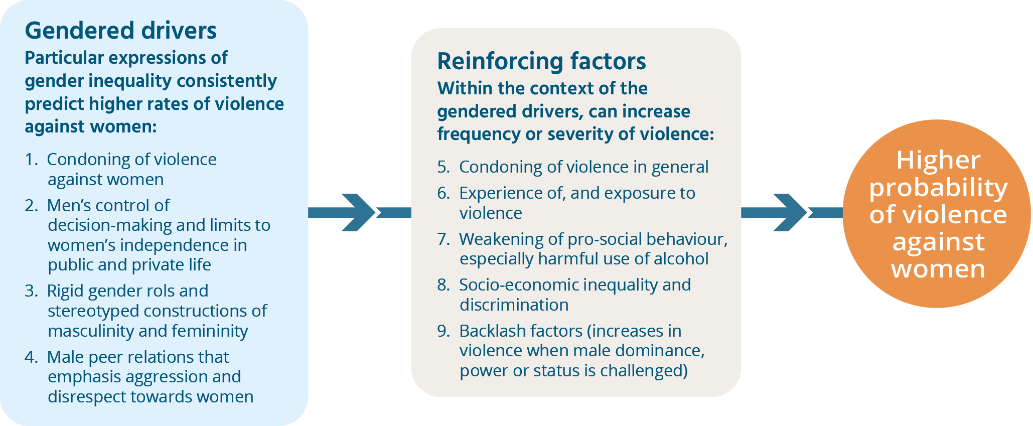 Gendered drivers
Particular expressions of
gender inequality consistently
predict higher rates of violence
against women:
1. Condoning of violence
against women
2. Men’s control of
decision-making and limits to
women’s independence in
public and private life
3. Rigid gender rols and
stereotyped constructions of
masculinity and femininity
4. Male peer relations that
emphasis aggression and
disrespect towards women
Reinforcing factors
Within the context of the
gendered drivers, can increase
frequency or severity of violence:
5. Condoning of violence in general
6. Experience of, and exposure to
violence
7. Weakening of pro-social behaviour,
especially harmful use of alcohol
8. Socio-economic inequality and
discrimination
9. Backlash factors (increases in
violence when male dominance,
power or status is challenged)
Higher
probability
of violence
against
women